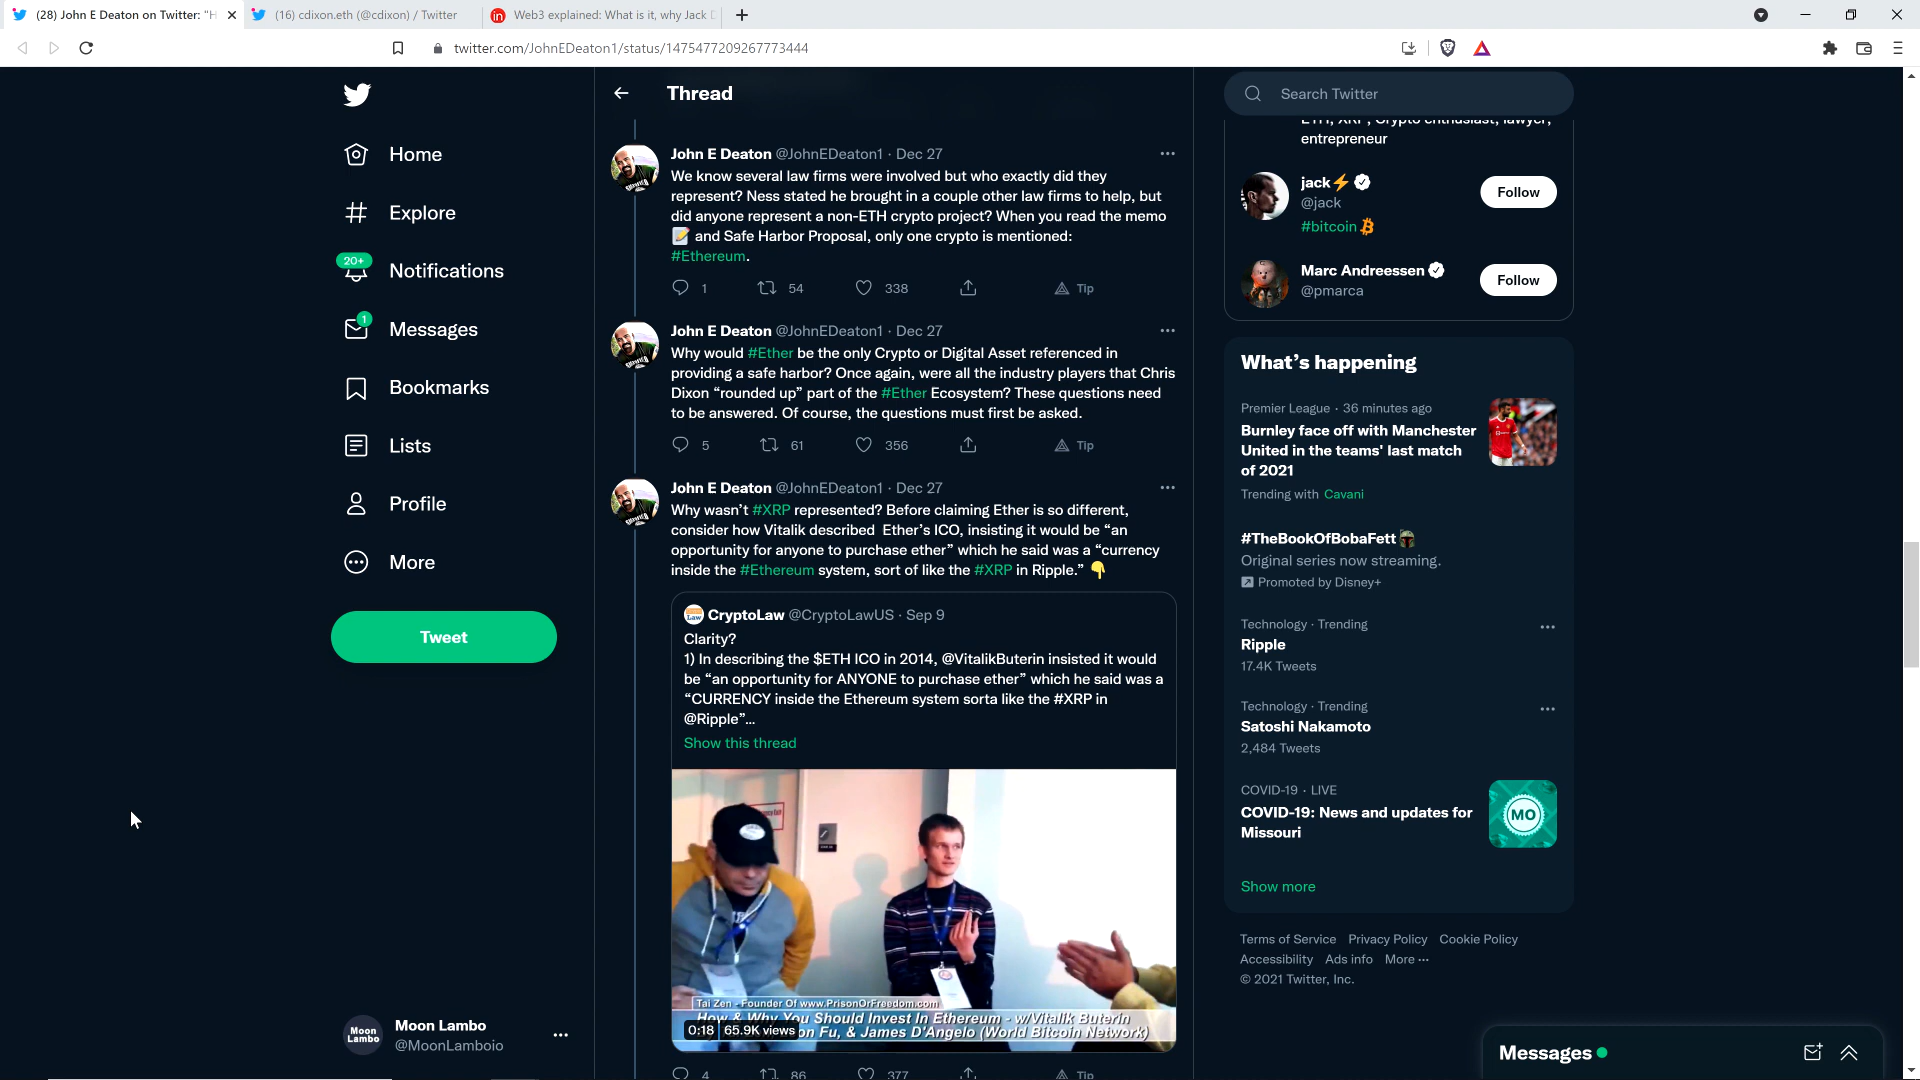 (28) John E Deaton on Twitter: "H
(16) cdixon.eth (@cdixon) / Twitter
Web3 explained: What is it, why Jack D
twitter.com/JohnEDeaton1/status/1475477209267773444
Home
Explore
20+
Notifications
1
Messages
Bookmarks
Lists
Profile
More
Tweet
Moon Lambo
@MoonLamboio
Moon
Lambo
Thread
John E Deaton @JohnEDeaton1 · Dec 27
We know several law firms were involved but who exactly did they
represent? Ness stated he brought in a couple other law firms to help, but
did anyone represent a non-ETH crypto project? When you read the memo
📝 and Safe Harbor Proposal, only one crypto is mentioned:
#Ethereum.
1 54 338 Tip
John E Deaton @JohnEDeaton1 · Dec 27
Why would #Ether be the only Crypto or Digital Asset referenced in
providing a safe harbor? Once again, were all the industry players that Chris
Dixon “rounded up” part of the #Ether Ecosystem? These questions need
to be answered. Of course, the questions must first be asked.
5 61 356 Tip
John E Deaton @JohnEDeaton1 · Dec 27
Why wasn’t #XRP represented? Before claiming Ether is so different,
consider how Vitalik described Ether’s ICO, insisting it would be “an
opportunity for anyone to purchase ether” which he said was a “currency
inside the #Ethereum system, sort of like the #XRP in Ripple.” 👇
CryptoLaw @CryptoLawUS · Sep 9
Clarity?
1) In describing the $ETH ICO in 2014, @VitalikButerin insisted it would
be “an opportunity for ANYONE to purchase ether” which he said was a
“CURRENCY inside the Ethereum system sorta like the #XRP in
@Ripple”...
Show this thread
Tai Zen - Founder Of www.PrisonOrFreedom.com
How & Why You Should Invest In Ethereum - w/Vitalik Buterin
Fu, & James D'Angelo (World Bitcoin Network)
0:18 65.9K views
4 86 377 Tip
Search Twitter
ETH, XRP, Crypto enthusiast, lawyer,
entrepreneur
jack⚡
@jack
#bitcoin
Follow
Marc Andreessen
@pmarca
Follow
What’s happening
Premier League · 36 minutes ago
Burnley face off with Manchester
United in the teams' last match
of 2021
Trending with Cavani
#TheBookOfBobaFett
Original series now streaming.
Promoted by Disney+
Technology · Trending
Ripple
17.4K Tweets
Technology · Trending
Satoshi Nakamoto
2,484 Tweets
COVID-19 · LIVE
COVID-19: News and updates for
Missouri
MO
Show more
Terms of Service Privacy Policy Cookie Policy
Accessibility Ads info More ···
© 2021 Twitter, Inc.
Messages